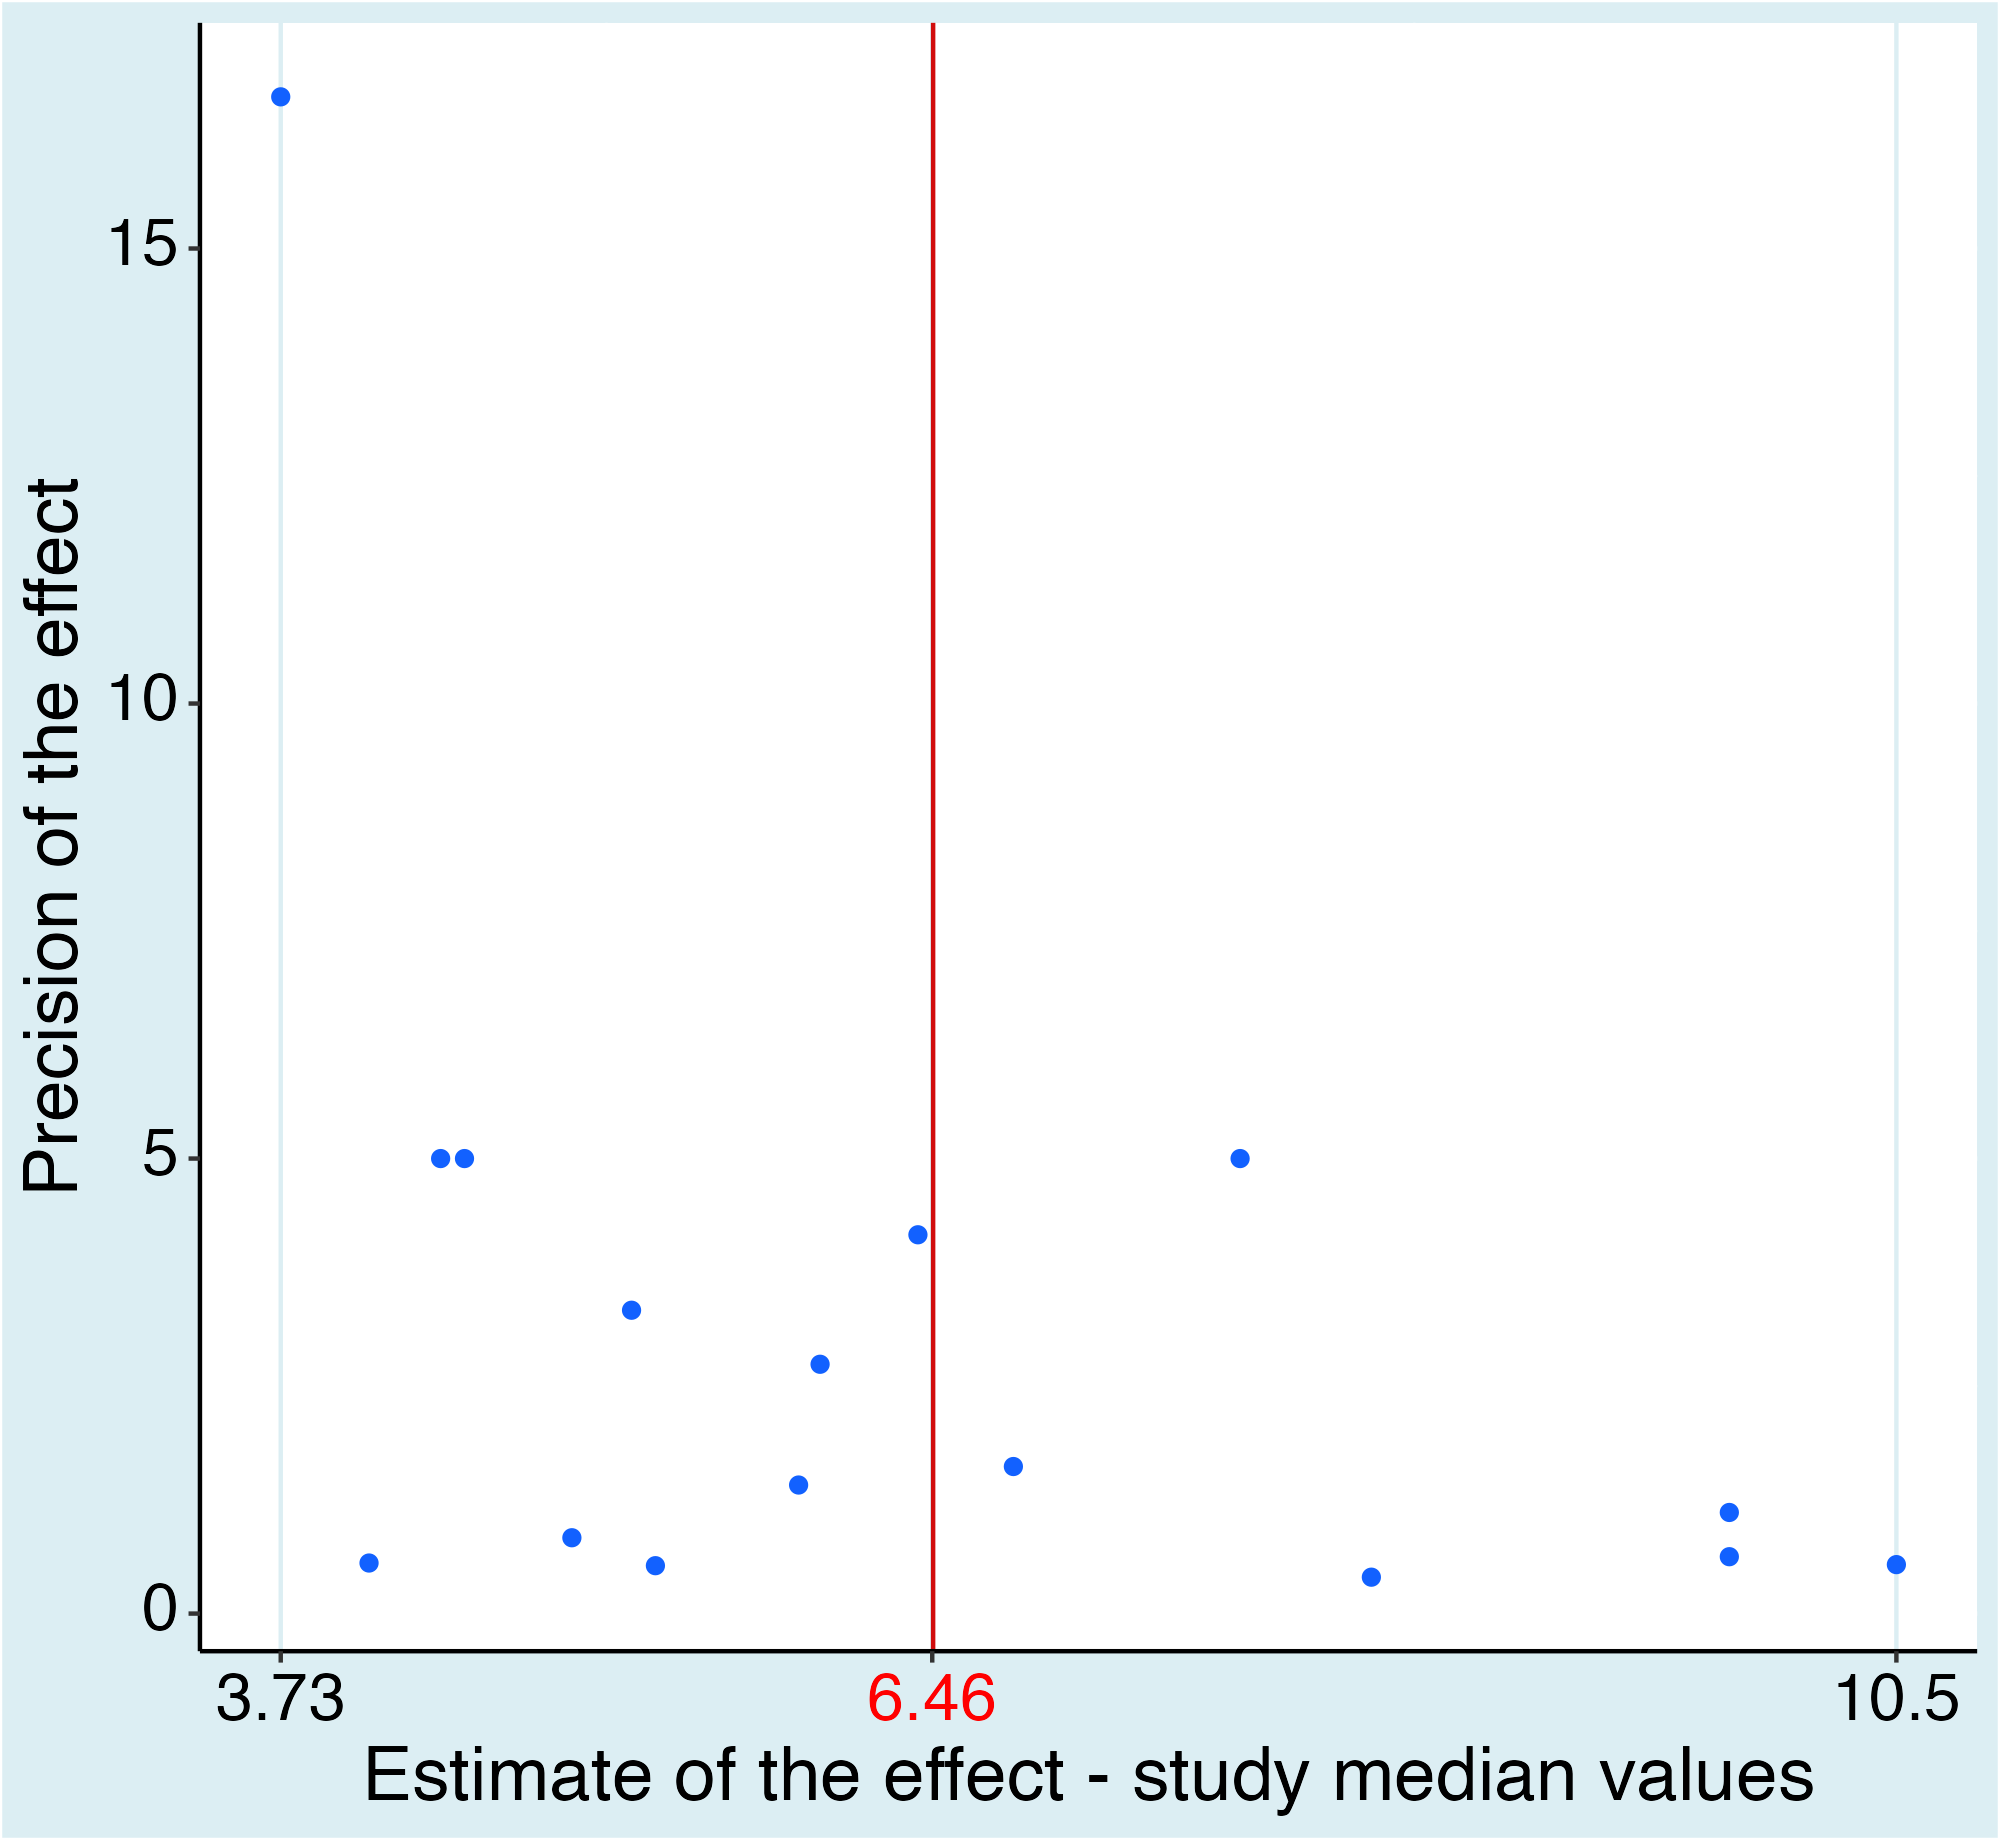 Precision of the effect
15
10
5
0
3.73 6.46 10.5
Estimate of the effect - study median values